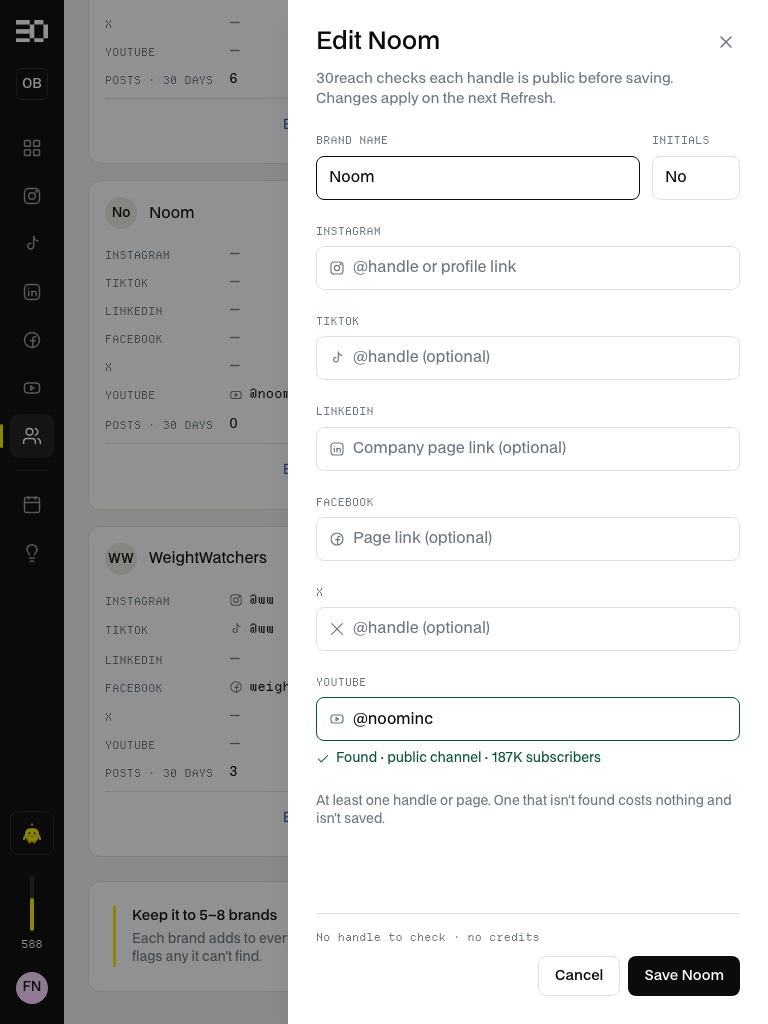 30
OB
588
FN
X
—
YOUTUBE
—
POSTS · 30 DAYS
6
No
Noom
INSTAGRAM
—
TIKTOK
—
LINKEDIN
—
FACEBOOK
—
X
—
YOUTUBE
POSTS · 30 DAYS
0
WW
WeightWatchers
INSTAGRAM
@ww
TIKTOK
@ww
LINKEDIN
—
FACEBOOK
X
—
YOUTUBE
—
POSTS · 30 DAYS
3
Keep it to 5–8 brands
Each brand adds to
flags any it can't find.
Edit Noom
30reach checks each handle is public before saving.
Changes apply on the next Refresh.
BRAND NAME
INITIALS
Noom
No
INSTAGRAM
@handle or profile link
TIKTOK
@handle (optional)
LINKEDIN
Company page link (optional)
FACEBOOK
Page link (optional)
X
@handle (optional)
YOUTUBE
@noominc
Found · public channel · 187K subscribers
At least one handle or page. One that isn't found costs nothing and
isn't saved.
No handle to check · no credits
Cancel
Save Noom